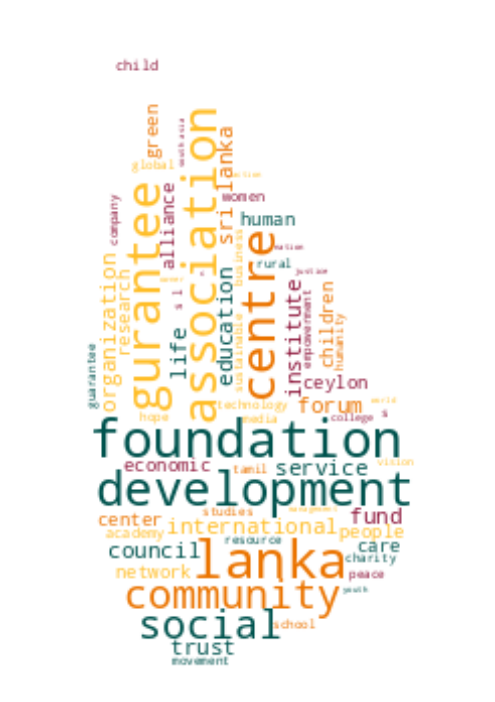 child
green
association
south asia
sri lanka
global
gurantee
alliance
women
company
human
centre
business
rural
justice
organization
research
education
institute
empowerment
children
humanity
life
s l
sustainable
guarantee
ceylon
technology
forum
hope
media
college
s
world
foundation
economic
tamil
service
vision
development
studies
management
center
international
fund
academy
people
resource
council
lanka
care
charity
network
peace
community
youth
social
school
trust
movement